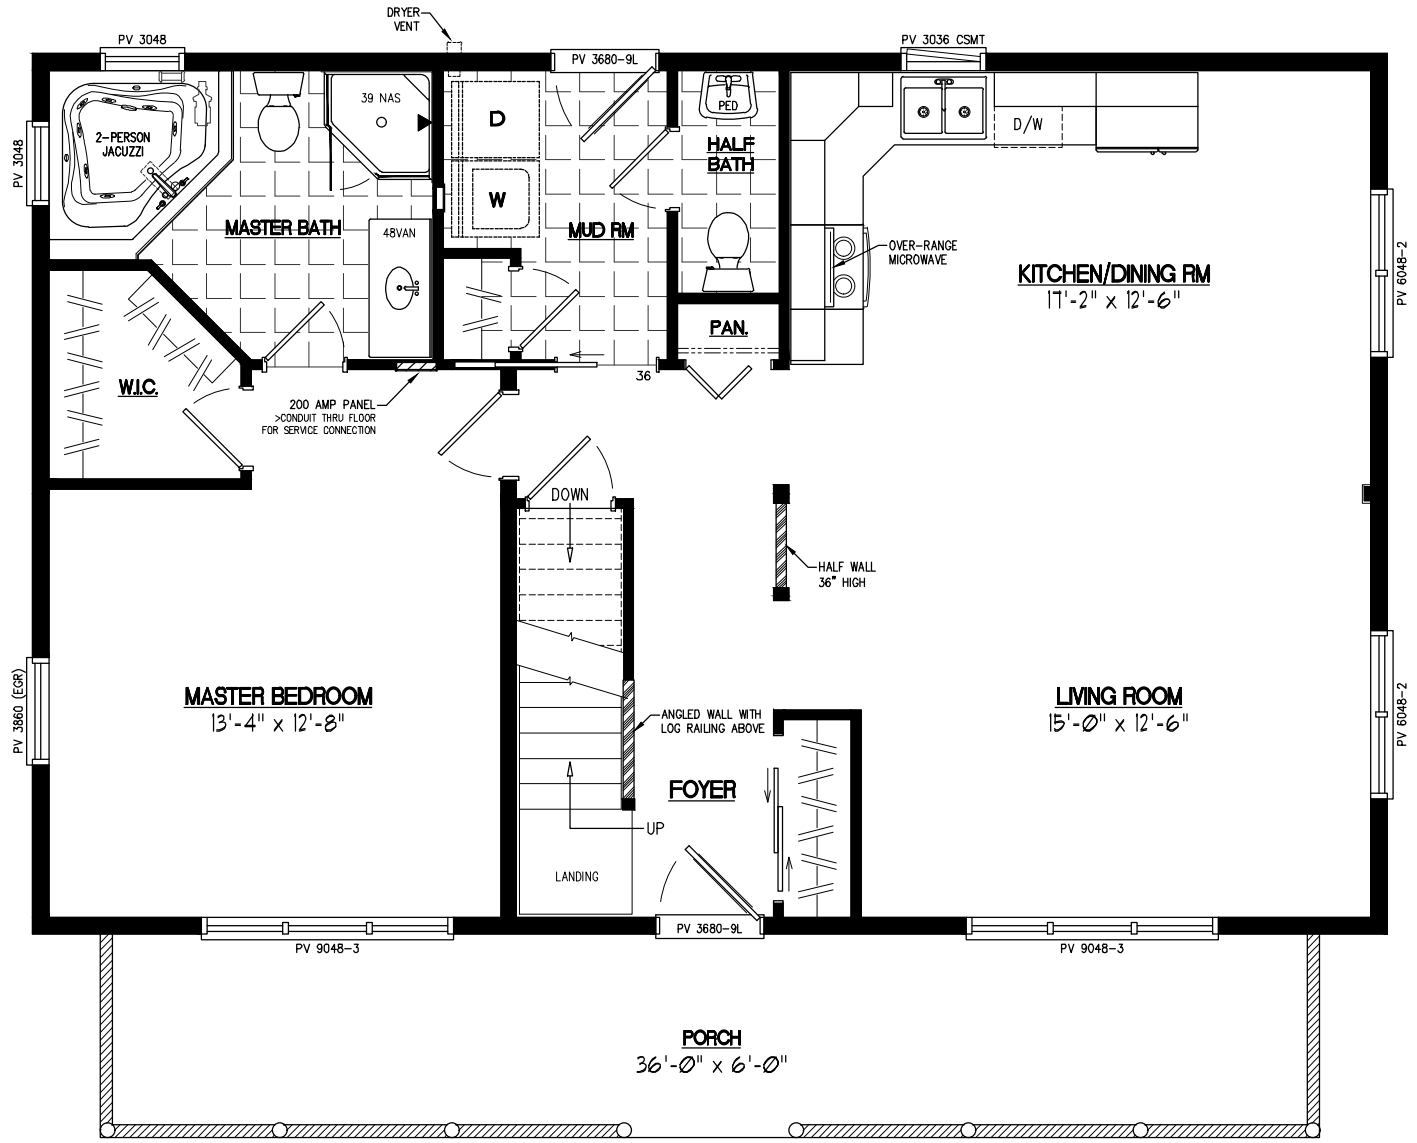 DRYER
VENT
PV 3048
PV 3680-9L
PV 3036 CSMT
39 NAS
D
PED
D/W
2-PERSON
JACUZZI
PV 3048
HALF
BATH
W
MASTER BATH
48VAN
MUD RM
OVER-RANGE
MICROWAVE
KITCHEN/DINING RM
17'-2" x 12'-6"
PV 6048-2
PAN.
36
W.I.C.
200 AMP PANEL
>CONDUIT THRU FLOOR
FOR SERVICE CONNECTION
DOWN
HALF WALL
36" HIGH
MASTER BEDROOM
13'-4" x 12'-8"
PV 3860 (EGR)
ANGLED WALL WITH
LOG RAILING ABOVE
LIVING ROOM
15'-0" x 12'-6"
PV 6048-2
FOYER
UP
LANDING
PV 9048-3
PV 3680-9L
PV 9048-3
PORCH
36'-0" x 6'-0"